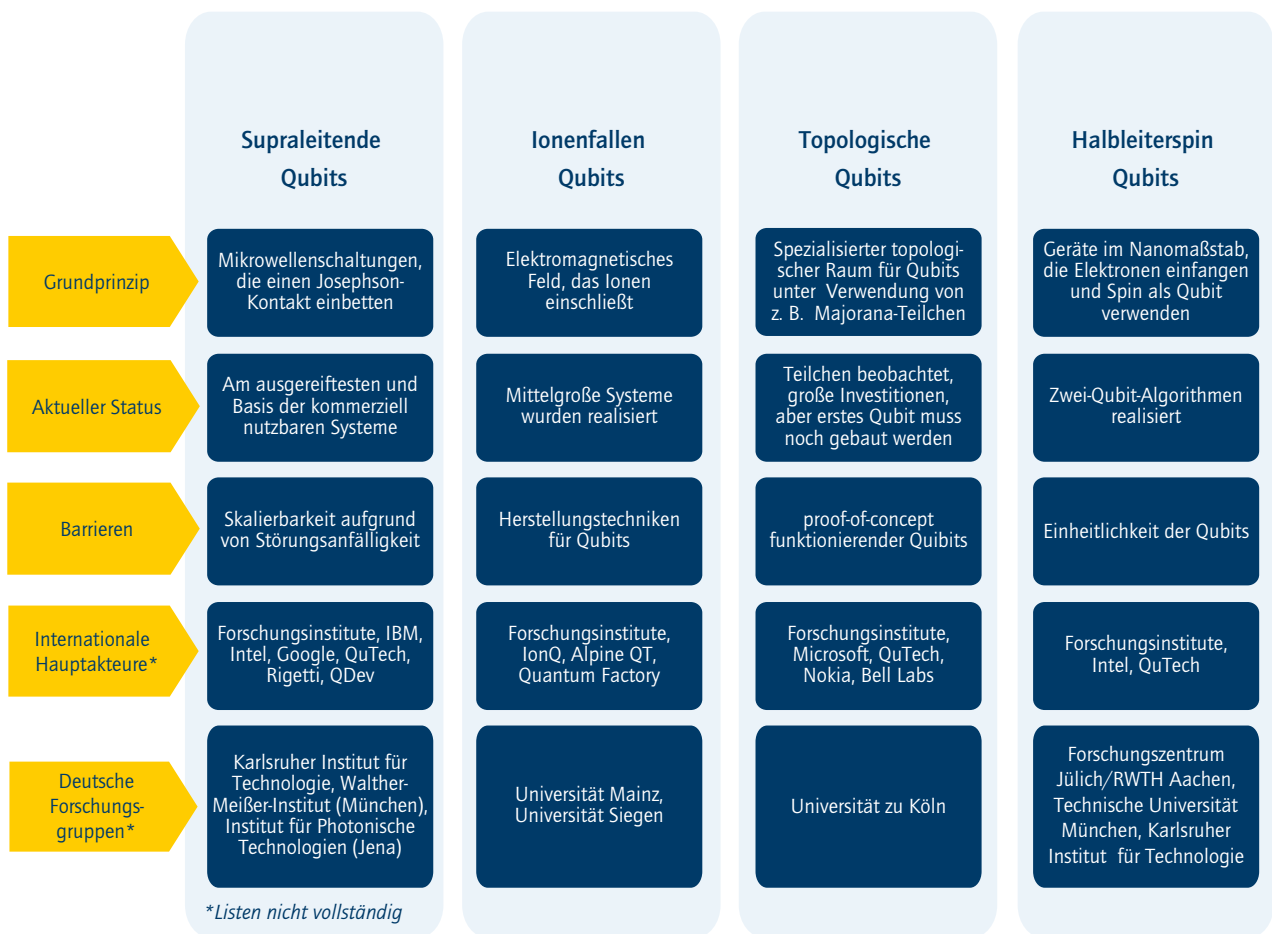 Supraleitende
Qubits
Ionenfallen
Qubits
Topologische
Qubits
Halbleiterspin
Qubits
Grundprinzip
Mikrowellenschaltungen,
die einen Josephson-
Kontakt einbetten
Elektromagnetisches
Feld, das Ionen
einschließt
Spezialisierter topologi-
scher Raum für Qubits
unter Verwendung von
z. B. Majorana-Teilchen
Geräte im Nanomaßstab,
die Elektronen einfangen
und Spin als Qubit
verwenden
Aktueller Status
Am ausgereiftesten und
Basis der kommerziell
nutzbaren Systeme
Mittelgroße Systeme
wurden realisiert
Teilchen beobachtet,
große Investitionen,
aber erstes Qubit muss
noch gebaut werden
Zwei-Qubit-Algorithmen
realisiert
Barrieren
Skalierbarkeit aufgrund
von Störungsanfälligkeit
Herstellungstechniken
für Qubits
proof-of-concept
funktionierender Quibits
Einheitlichkeit der Qubits
Internationale
Hauptakteure*
Forschungsinstitute, IBM,
Intel, Google, QuTech,
Rigetti, QDev
Forschungsinstitute,
IonQ, Alpine QT,
Quantum Factory
Forschungsinstitute,
Microsoft, QuTech,
Nokia, Bell Labs
Forschungsinstitute,
Intel, QuTech
Deutsche
Forschungs-
gruppen*
Karlsruher Institut für
Technologie, Walther-
Meißer-Institut (München),
Institut für Photonische
Technologien (Jena)
Universität Mainz,
Universität Siegen
Universität zu Köln
Forschungszentrum
Jülich/RWTH Aachen,
Technische Universität
München, Karlsruher
Institut für Technologie
*Listen nicht vollständig